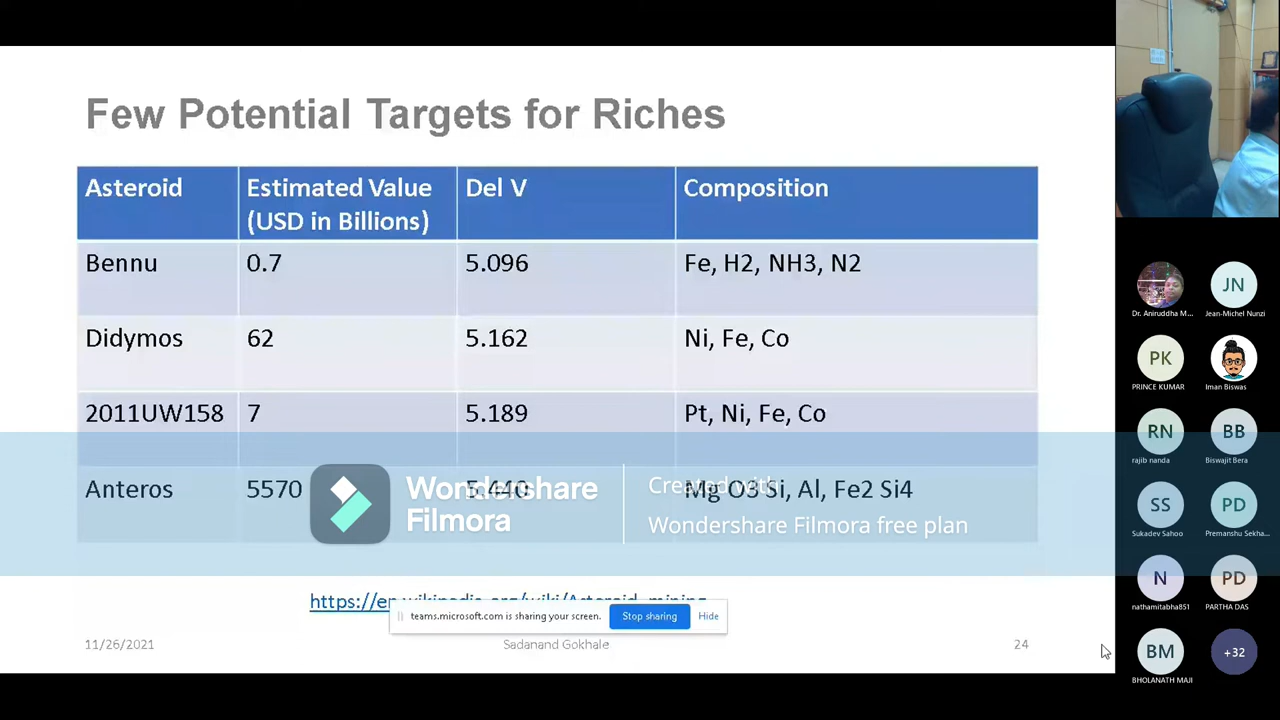 Few Potential Targets for Riches
Asteroid Estimated Value Del V Composition
(USD in Billions)
Bennu 0.7 5.096 Fe, H2, NH3, N2
Didymos 62 5.162 Ni, Fe, Co
2011UW158 7 5.189 Pt, Ni, Fe, Co
Anteros 5570 5.440 Mg O3 Si, Al, Fe2 Si4
Wondershare
Filmora
Created with
Wondershare Filmora free plan
https://en.wikipedia.org/wiki/Asteroid_mining
teams.microsoft.com is sharing your screen. Stop sharing Hide
11/26/2021 Sadanand Gokhale 24
Dr. Aniruddha M... JN Jean-Michel Nunzi
PK PRINCE KUMAR Iman Biswas
RN rajib nanda BB Biswajit Bera
SS Sukadev Sahoo PD Premanshu Sekha...
N nathamitabha851 PD PARTHA DAS
BM BHOLANATH MAJI +32